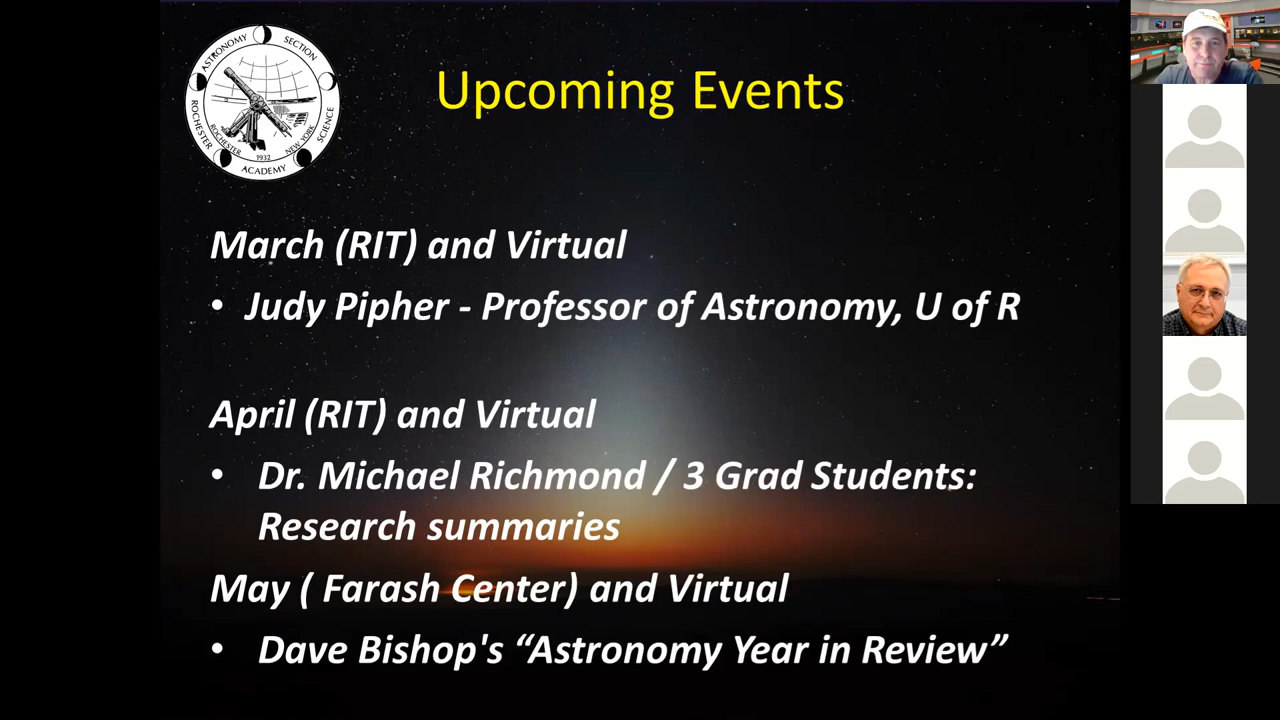 Upcoming Events
ASTRONOMY SECTION
ROCHESTER ACADEMY SCIENCE
ROCHESTER 1932 NEW YORK
March (RIT) and Virtual
• Judy Pipher - Professor of Astronomy, U of R
April (RIT) and Virtual
• Dr. Michael Richmond / 3 Grad Students:
Research summaries
May ( Farash Center) and Virtual
• Dave Bishop's “Astronomy Year in Review”